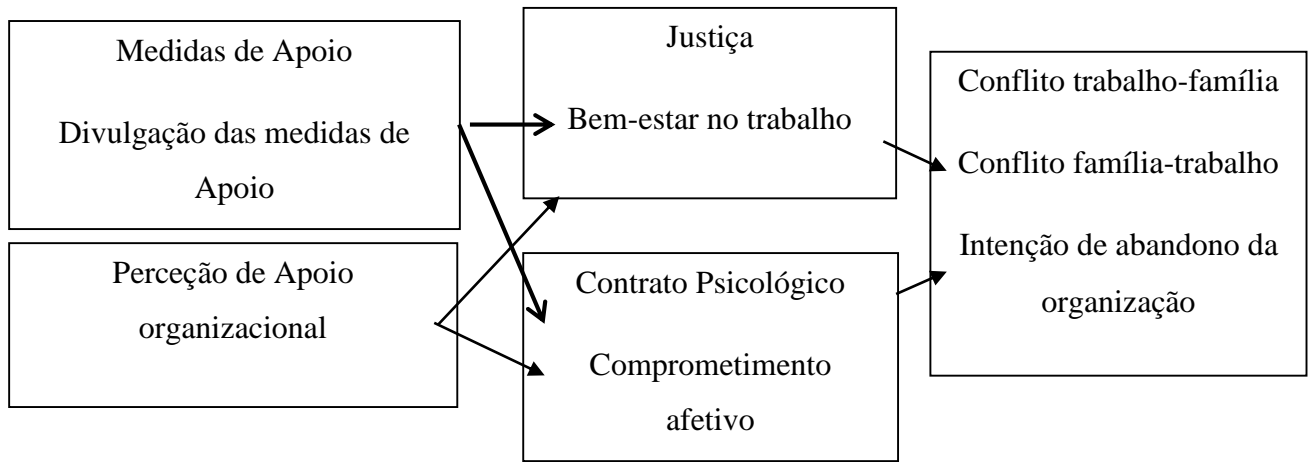 Medidas de Apoio
Divulgação das medidas de
Apoio
Perceção de Apoio
organizacional
Justiça
Bem-estar no trabalho
Contrato Psicológico
Comprometimento
afetivo
Conflito trabalho-família
Conflito família-trabalho
Intenção de abandono da
organização